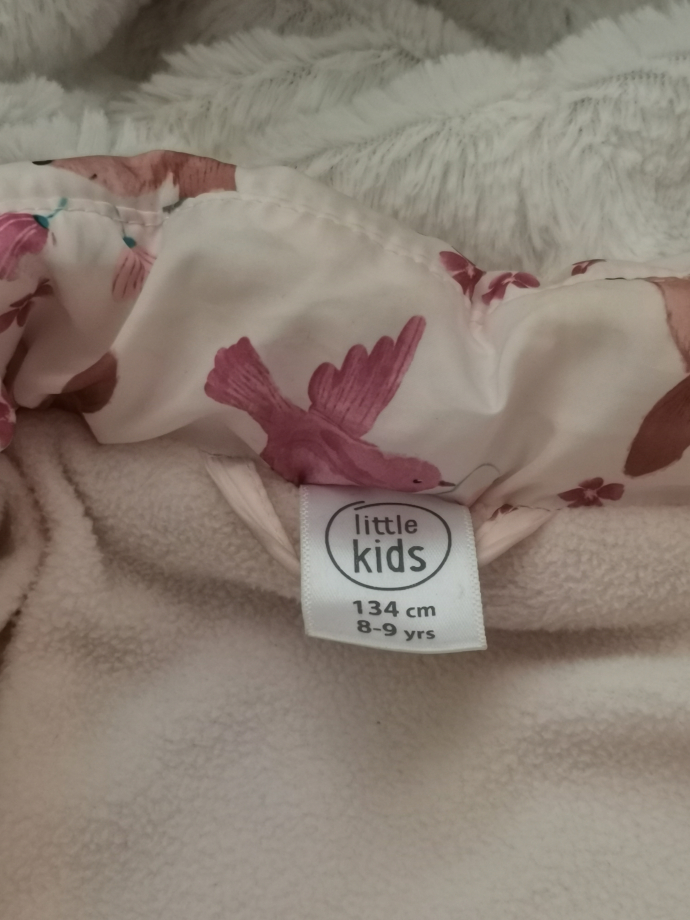 little
kids
134 cm
8-9 yrs